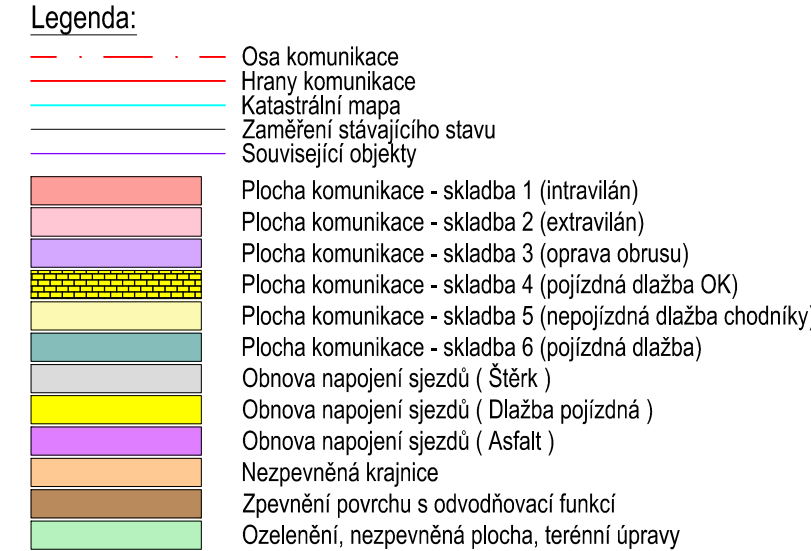 Legenda:
Osa komunikace
Hrany komunikace
Katastrální mapa
Zaměření stávajícího stavu
Související objekty
Plocha komunikace - skladba 1 (intravilán)
Plocha komunikace - skladba 2 (extravilán)
Plocha komunikace - skladba 3 (oprava obrusu)
Plocha komunikace - skladba 4 (pojízdná dlažba OK)
Plocha komunikace - skladba 5 (nepojízdná dlažba chodníky)
Plocha komunikace - skladba 6 (pojízdná dlažba)
Obnova napojení sjezdů ( Štěrk )
Obnova napojení sjezdů ( Dlažba pojízdná )
Obnova napojení sjezdů ( Asfalt )
Nezpevněná krajnice
Zpevnění povrchu s odvodňovací funkcí
Ozelenění, nezpevněná plocha, terénní úpravy